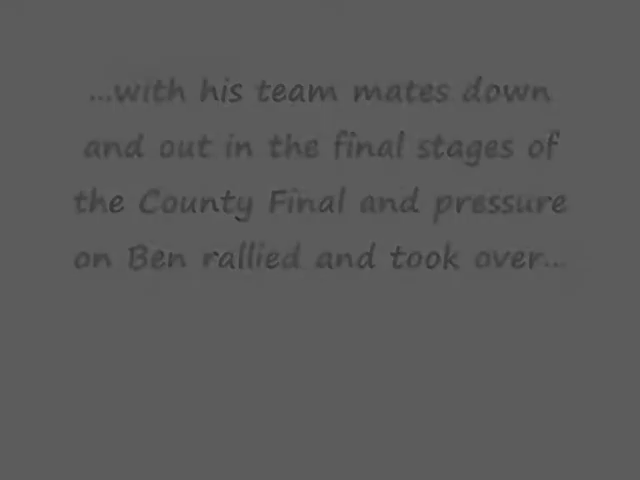 ...with his team mates down
and out in the final stages of
the County Final and pressure
on Ben rallied and took over...